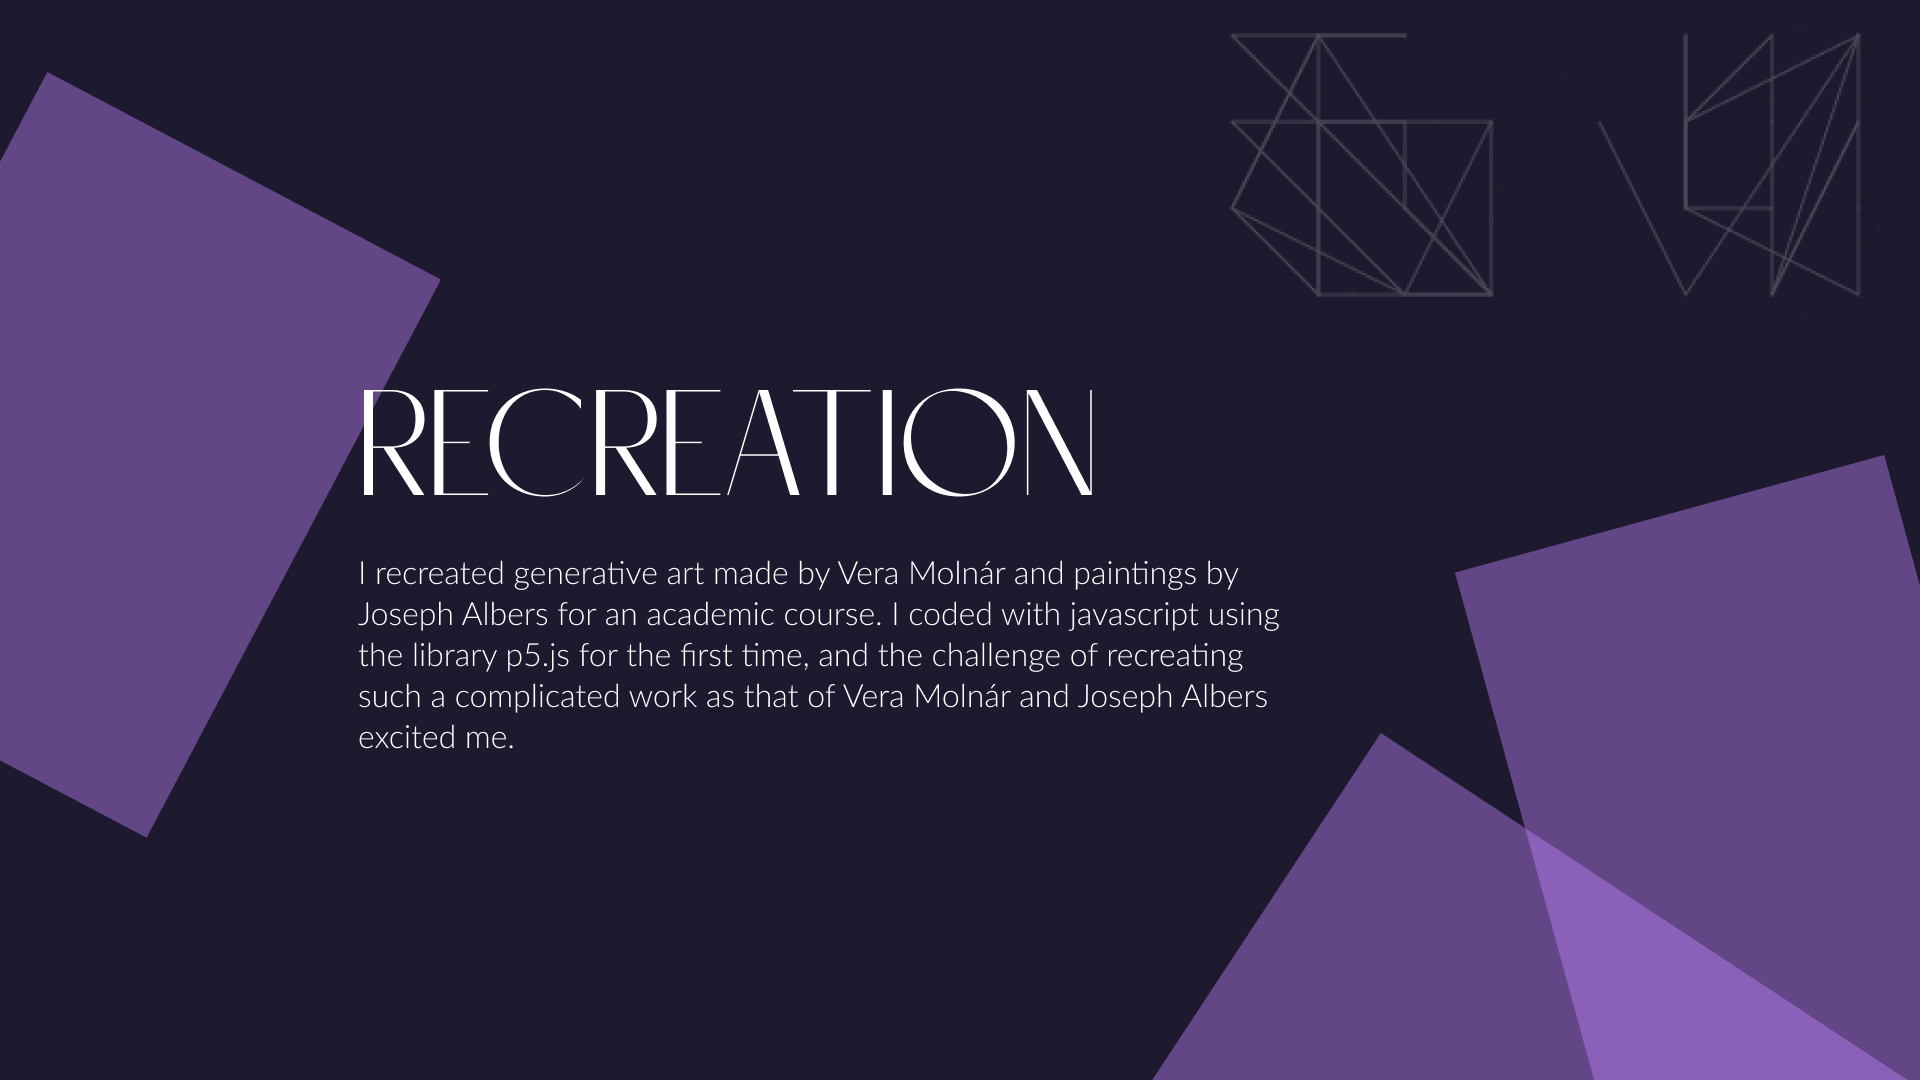 RECREATION
I recreated generative art made by Vera Molnár and paintings by
Joseph Albers for an academic course. I coded with javascript using
the library p5.js for the first time, and the challenge of recreating
such a complicated work as that of Vera Molnár and Joseph Albers
excited me.